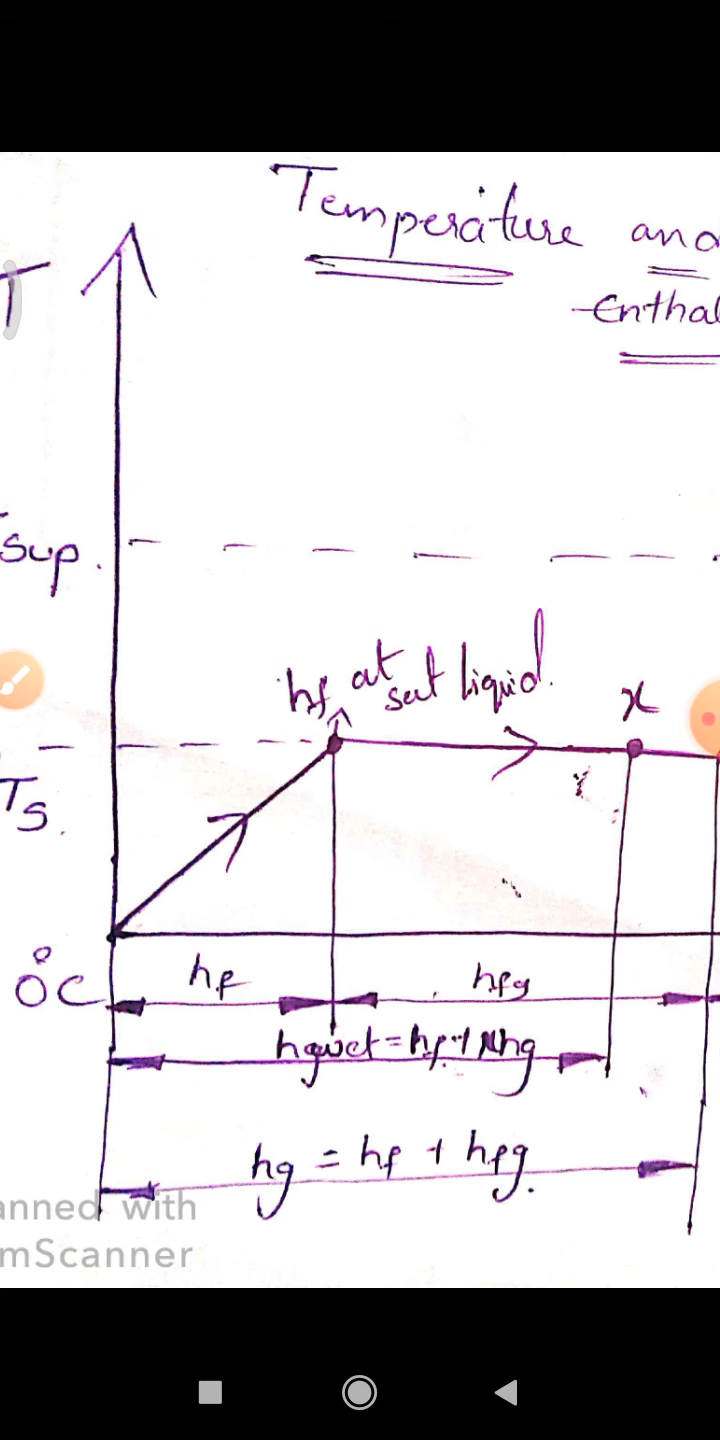 Temperature and
Enthal
T
Tsup.
hf at sat liquid.
x
Ts.
0°C
hf
hfg
hgwet = hf + xhg
hg = hf + hfg.
anned with
mScanner